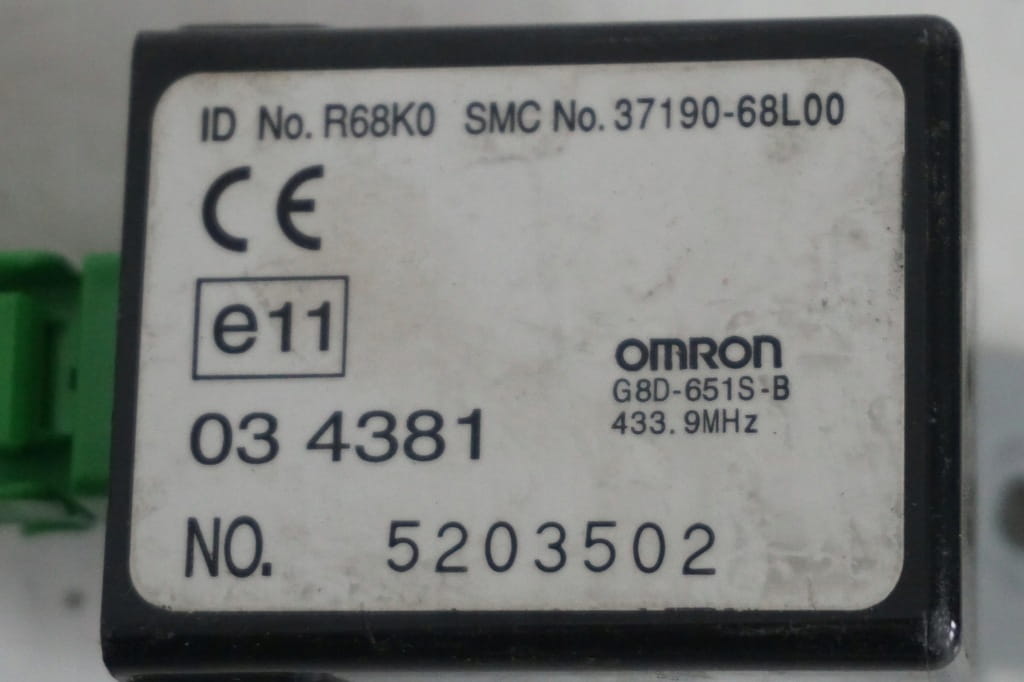 ID No. R68K0 SMC No. 37190-68L00
CE
e11
OMRON
G8D-651S-B
433.9MHz
03 4381
NO. 5203502